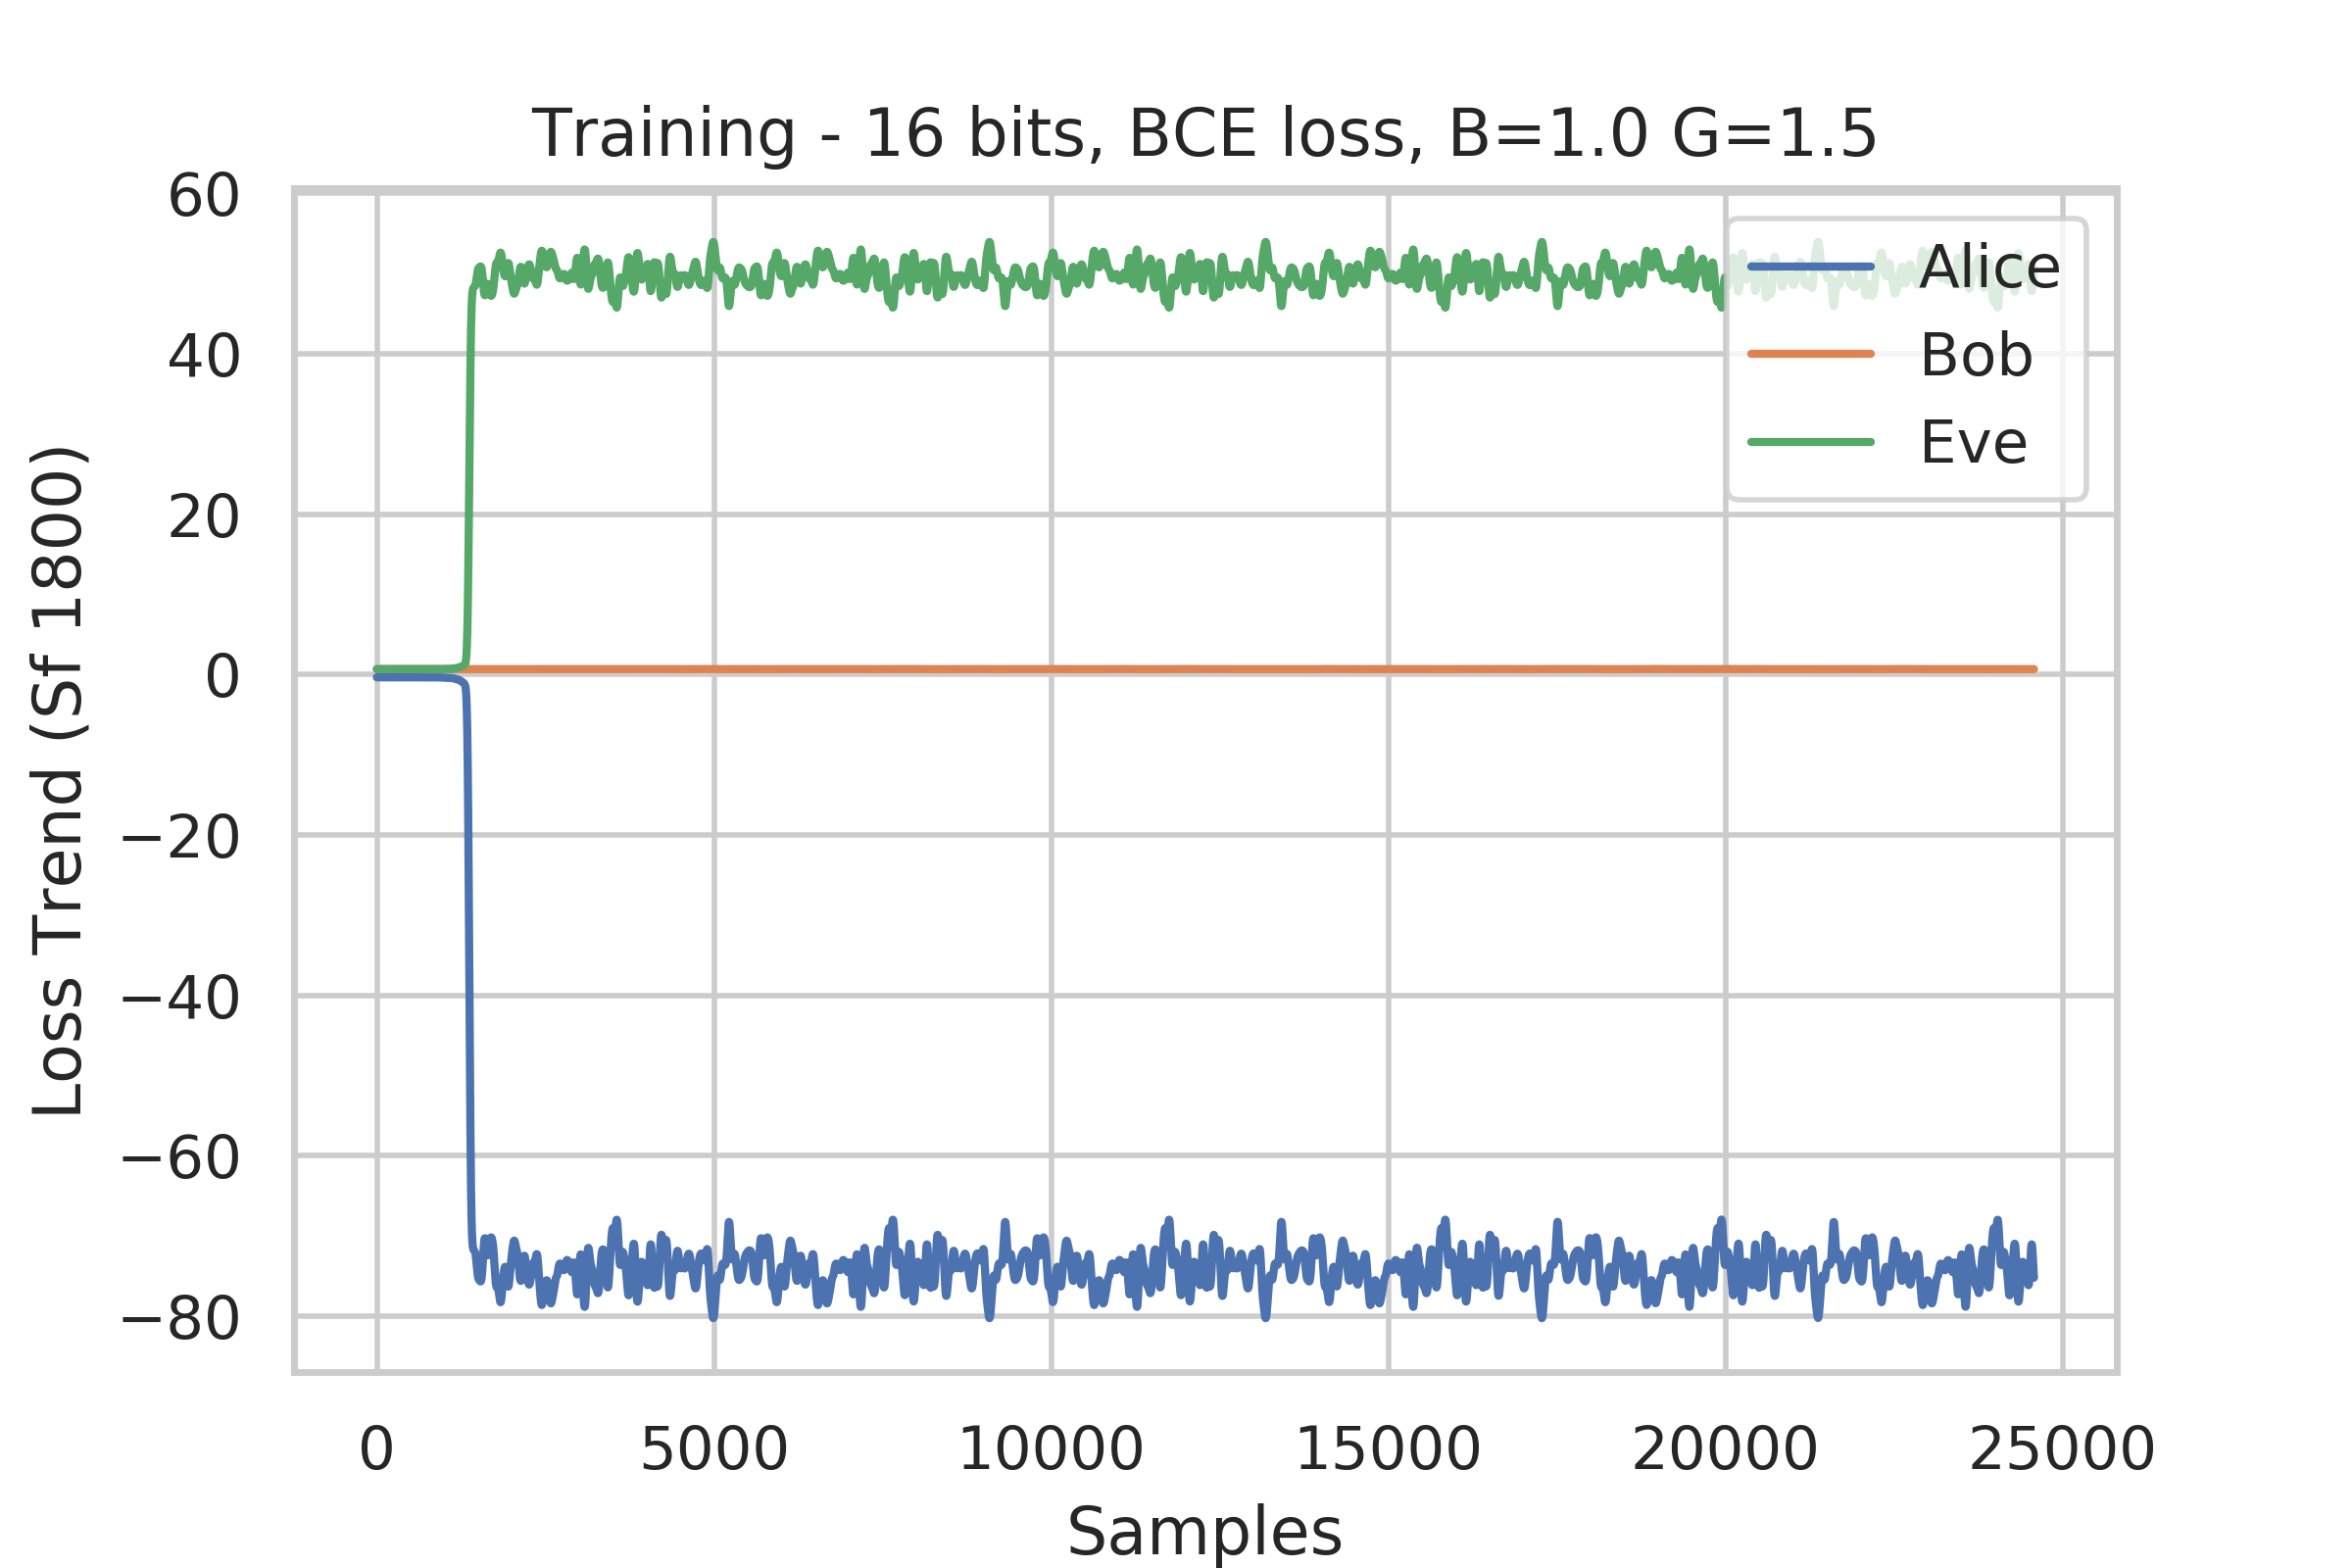 Training - 16 bits, BCE loss, B=1.0 G=1.5
Loss Trend (Sf 1800)
60
40
20
0
−20
−40
−60
−80
Alice
Bob
Eve
0 5000 10000 15000 20000 25000
Samples